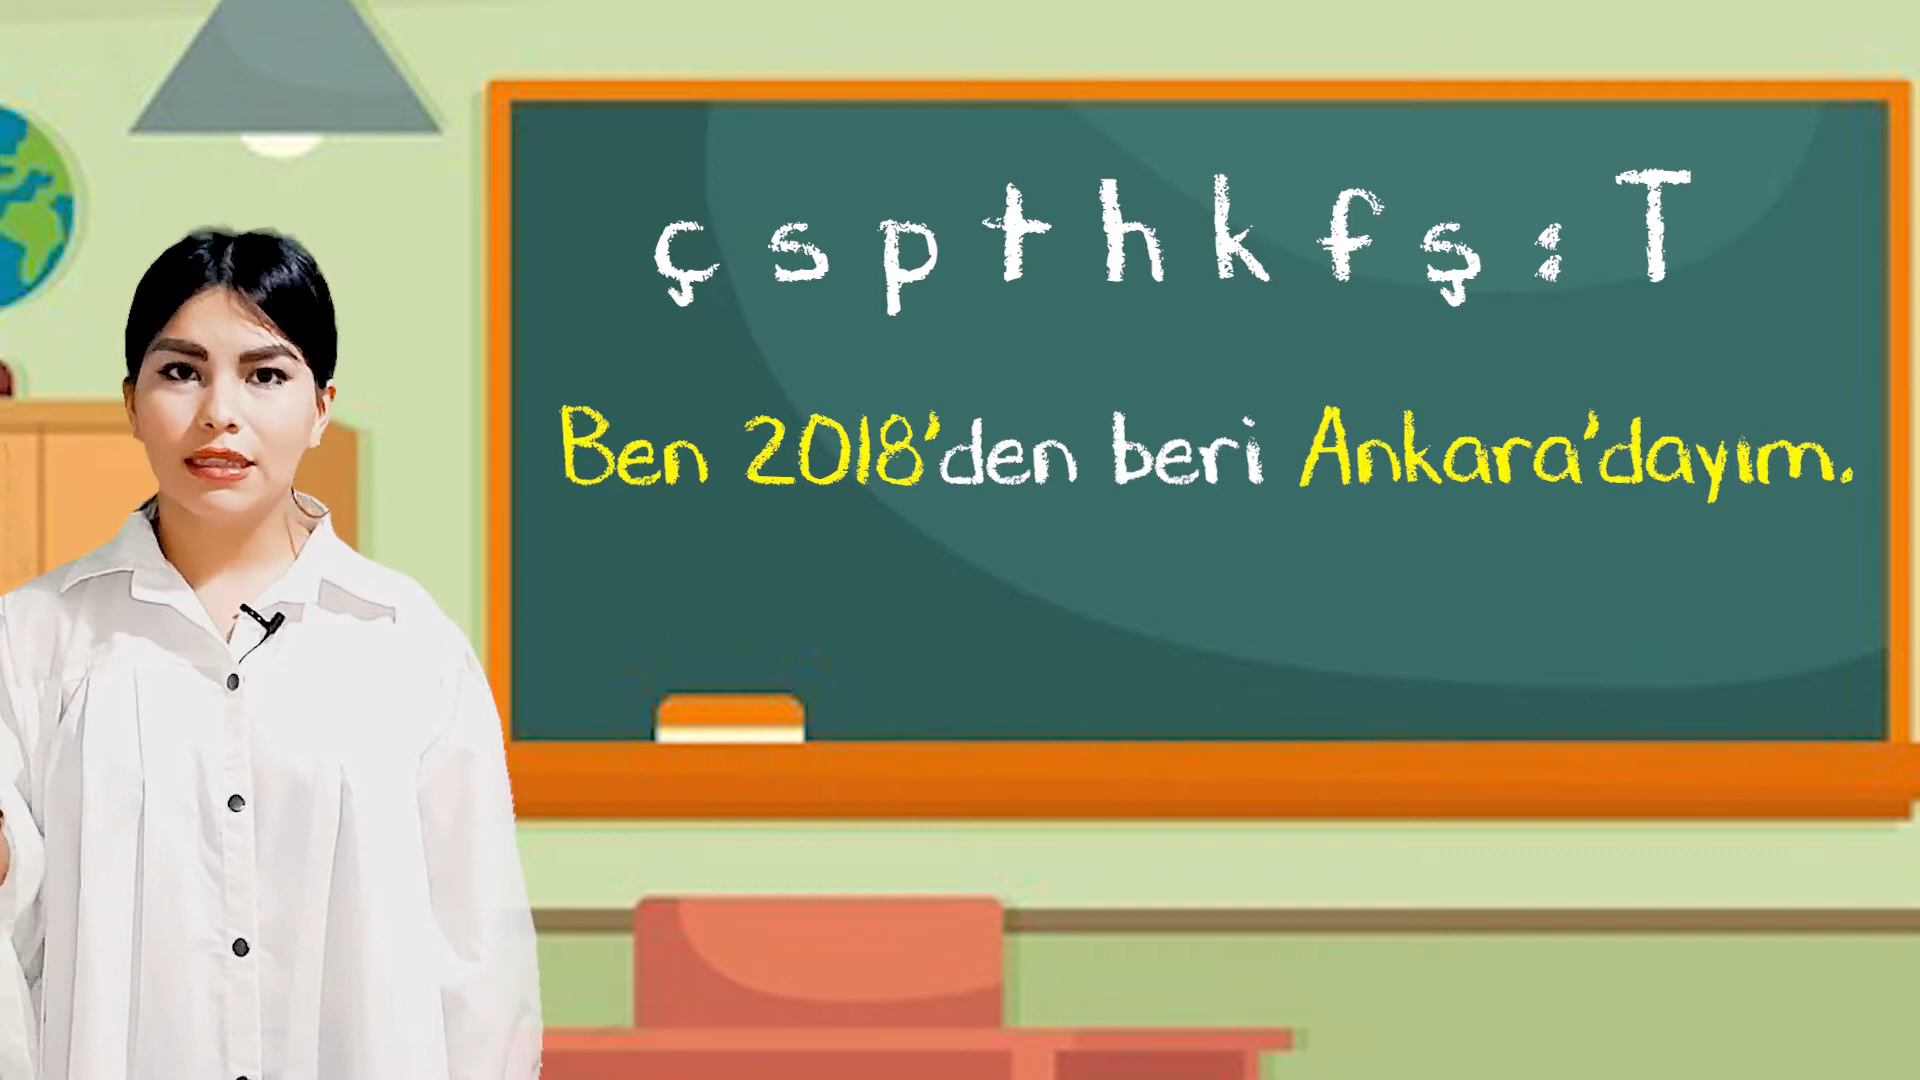 ç s p t h k f ş : T
Ben 2018'den beri Ankara'dayım.